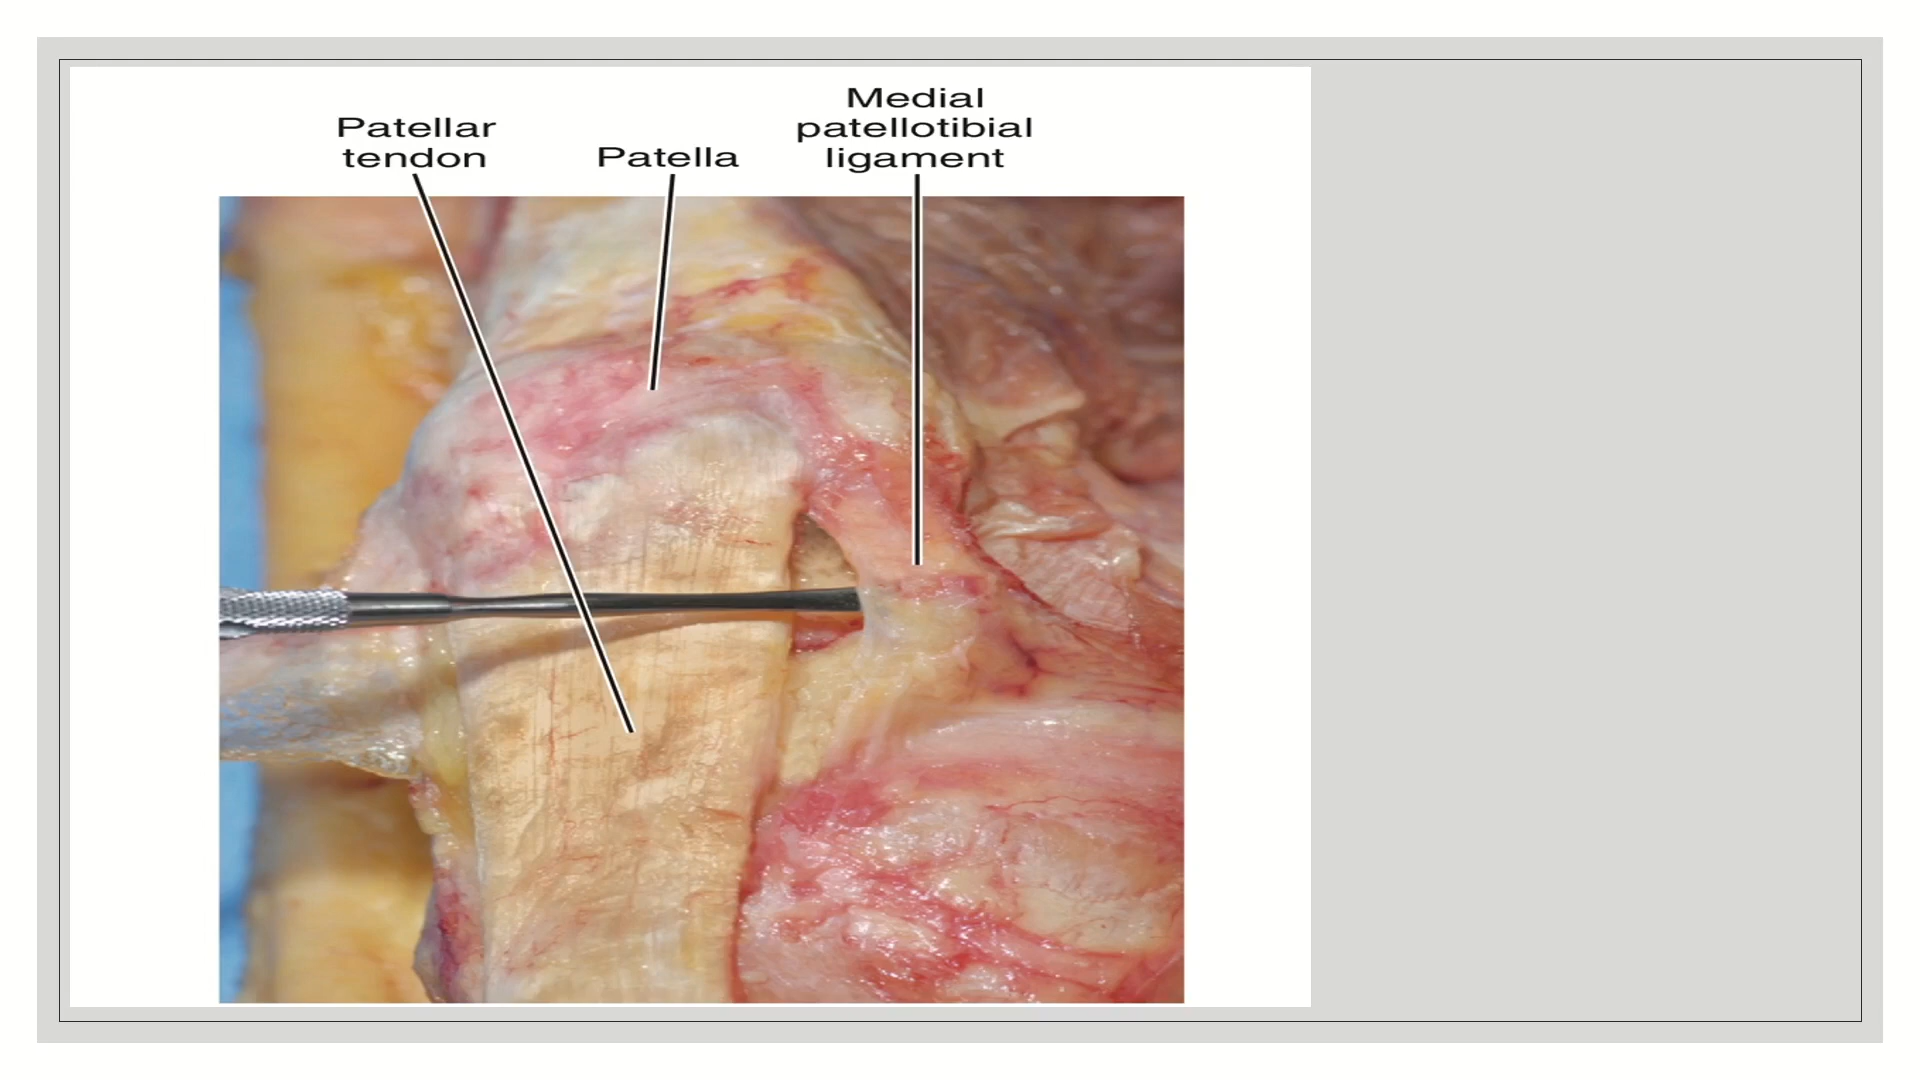 Patellar
tendon
Patella
Medial
patellotibial
ligament